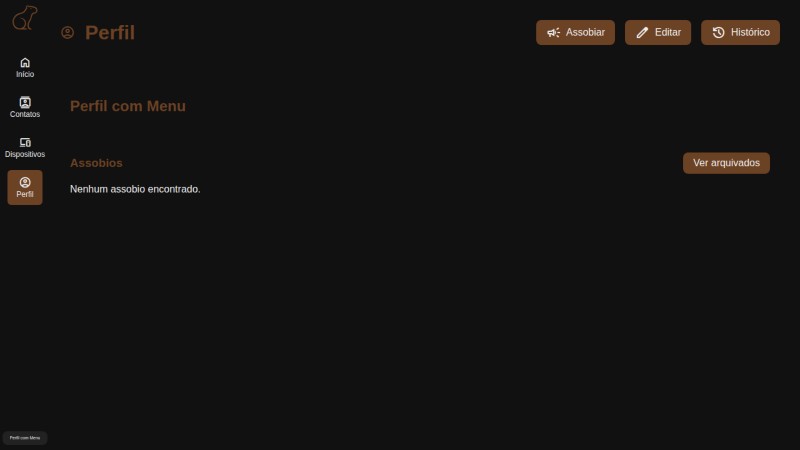 Perfil
Assobiar
Editar
Histórico
Início
Contatos
Dispositivos
Perfil
Perfil com Menu
Assobios
Ver arquivados
Nenhum assobio encontrado.
Perfil com Menu